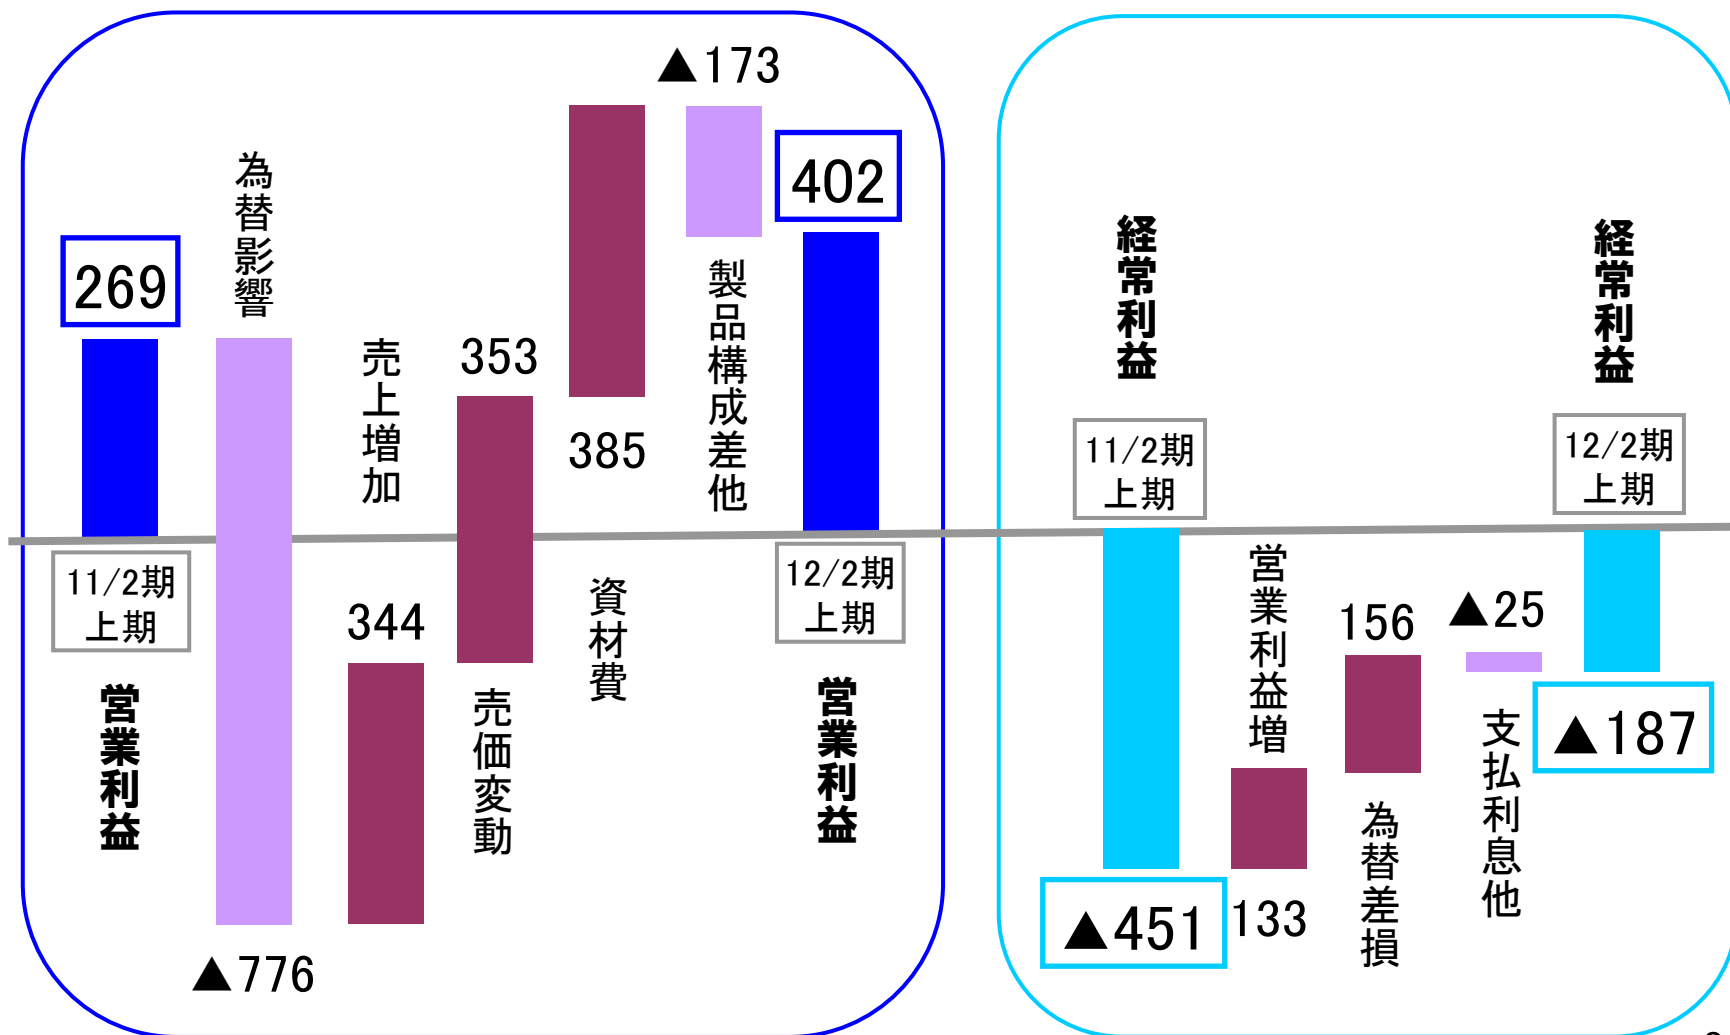 269
11/2期
上期
営業利益
為替影響
▲776
売上増加
344
353
売価変動
385
資材費
▲173
製品構成差他
402
12/2期
上期
営業利益
経常利益
11/2期
上期
▲451
営業利益増
133
156
為替差損
▲25
支払利息他
経常利益
12/2期
上期
▲187